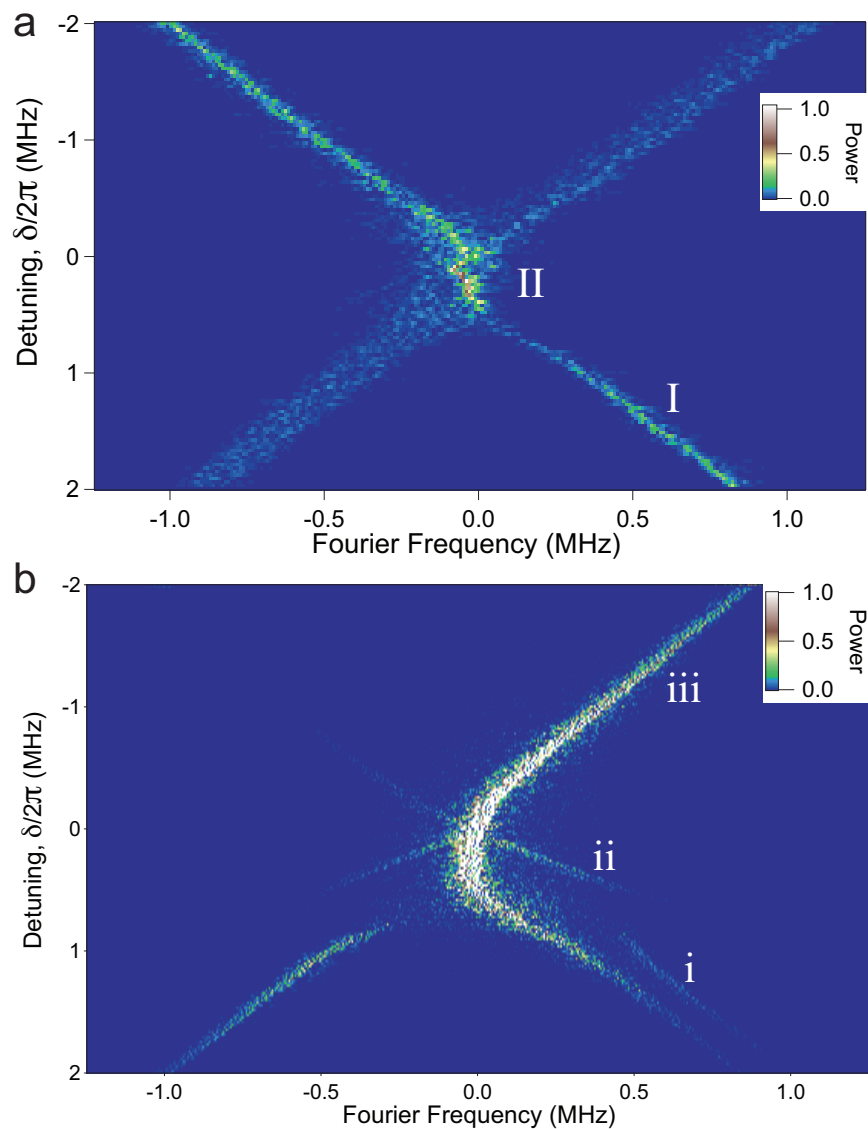 a
-2
-1
0
1
2
Detuning, δ/2π (MHz)
1.0
0.5
0.0
Power
II
I
-1.0 -0.5 0.0 0.5 1.0
Fourier Frequency (MHz)
b
-2
-1
0
1
2
Detuning, δ/2π (MHz)
1.0
0.5
0.0
Power
iii
ii
i
-1.0 -0.5 0.0 0.5 1.0
Fourier Frequency (MHz)